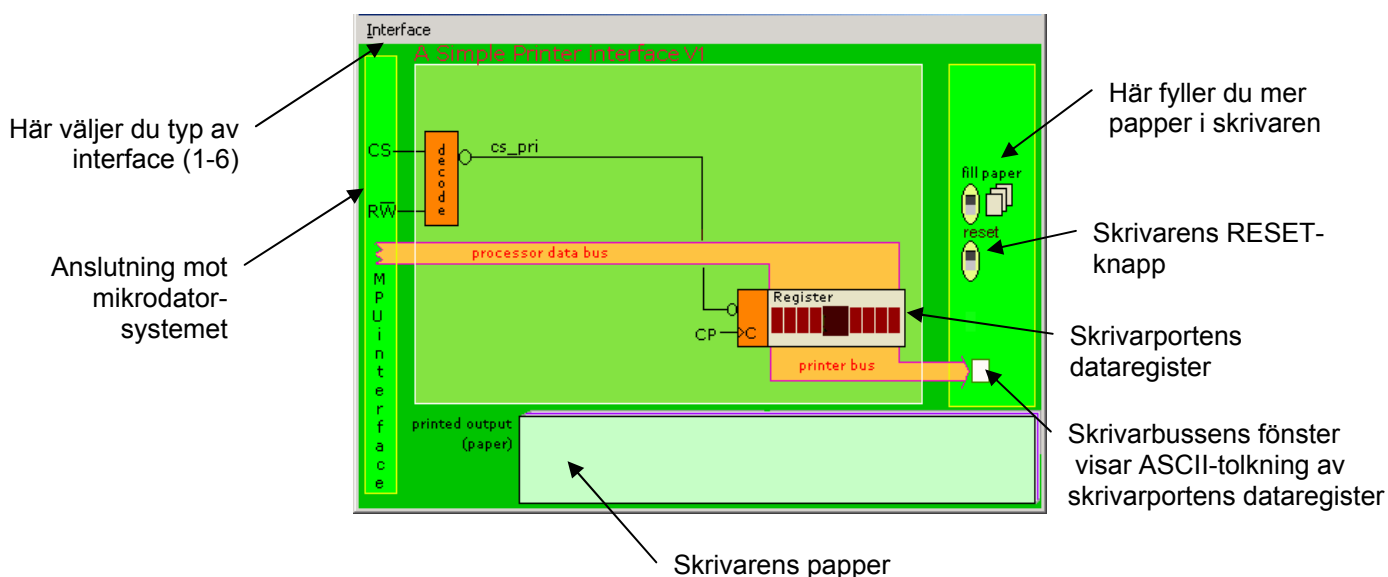 Interface
A Simple Printer interface V1
Här väljer du typ av
interface (1-6)
Anslutning mot
mikrodator-
systemet
CS
RW̅
decode
cs_pri
processor data bus
MPUinterface
Register
CP
C
printer bus
fill paper
reset
printed output
(paper)
Här fyller du mer
papper i skrivaren
Skrivarens RESET-
knapp
Skrivarportens
dataregister
Skrivarbussens fönster
visar ASCII-tolkning av
skrivarportens dataregister
Skrivarens papper